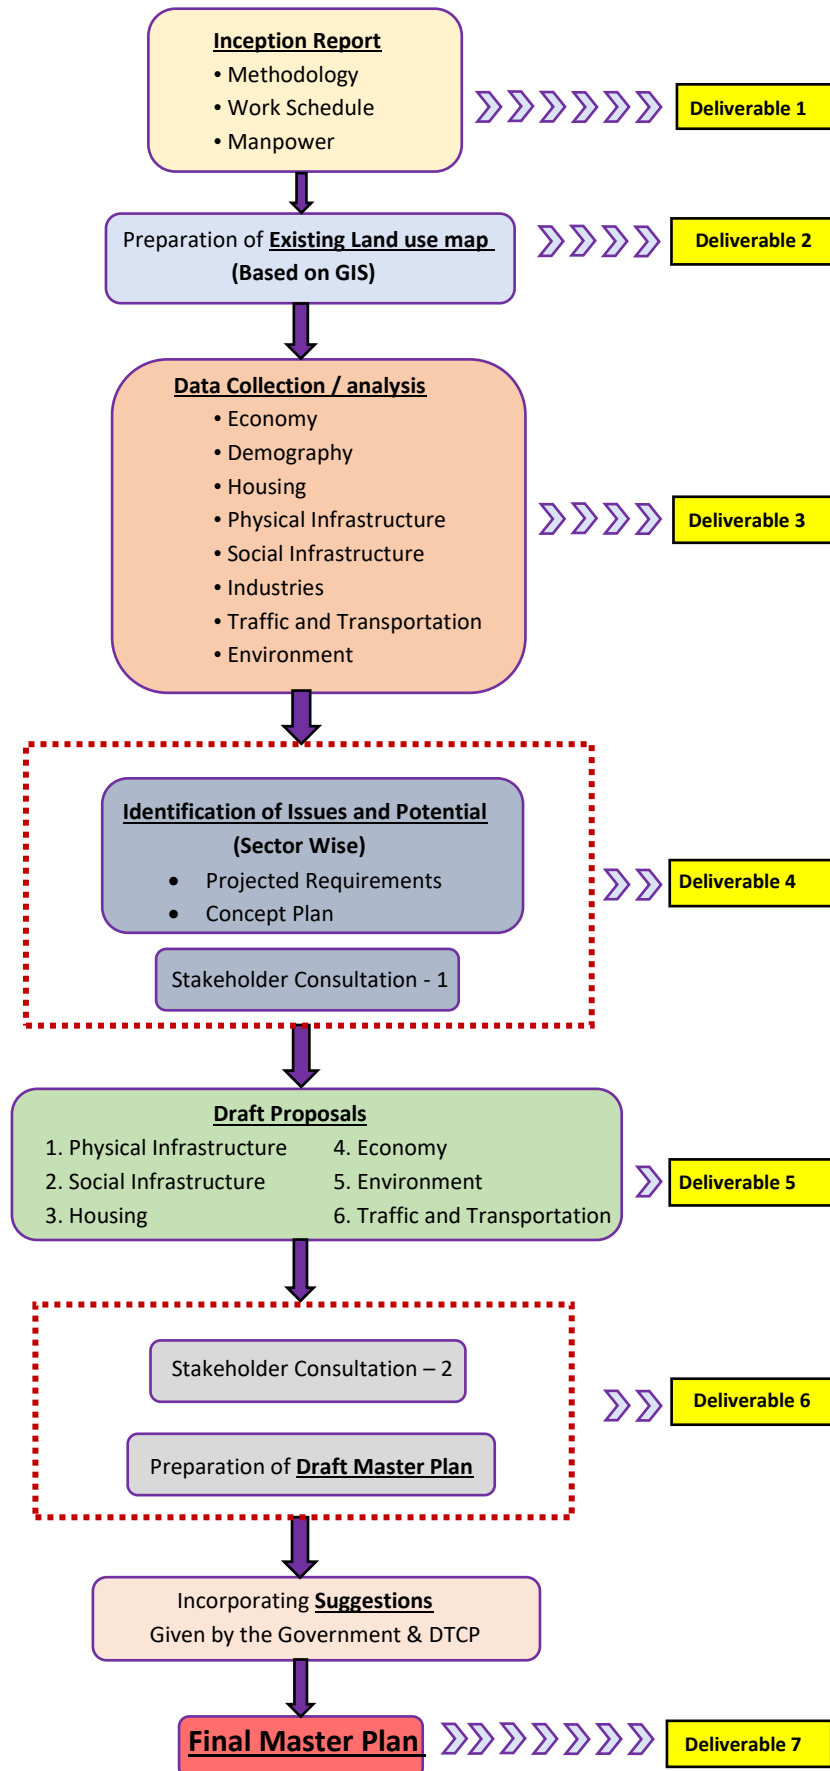 Inception Report
• Methodology
• Work Schedule
• Manpower
Deliverable 1
Preparation of Existing Land use map
(Based on GIS)
Deliverable 2
Data Collection / analysis
• Economy
• Demography
• Housing
• Physical Infrastructure
• Social Infrastructure
• Industries
• Traffic and Transportation
• Environment
Deliverable 3
Identification of Issues and Potential
(Sector Wise)
• Projected Requirements
• Concept Plan
Deliverable 4
Stakeholder Consultation - 1
Draft Proposals
1. Physical Infrastructure
2. Social Infrastructure
3. Housing
4. Economy
5. Environment
6. Traffic and Transportation
Deliverable 5
Stakeholder Consultation – 2
Deliverable 6
Preparation of Draft Master Plan
Incorporating Suggestions
Given by the Government & DTCP
Final Master Plan
Deliverable 7